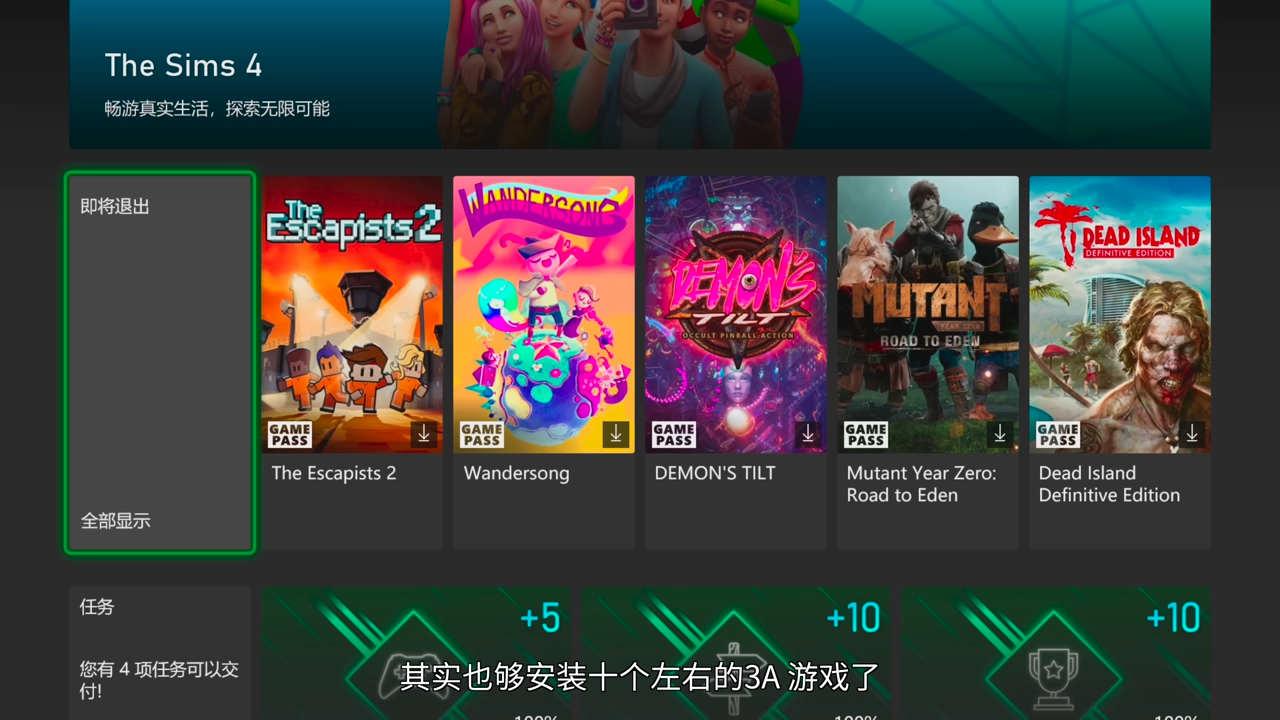 The Sims 4
畅游真实生活，探索无限可能
即将退出
全部显示
The Escapists 2
GAME PASS
The Escapists 2
WANDERSONG
GAME PASS
Wandersong
DEMON'S TILT
OCCULT PINBALL ACTION
GAME PASS
DEMON'S TILT
MUTANT
YEAR ZERO
ROAD TO EDEN
GAME PASS
Mutant Year Zero:
Road to Eden
DEAD ISLAND
DEFINITIVE EDITION
GAME PASS
Dead Island
Definitive Edition
任务
您有 4 项任务可以交
付!
+5
+10
+10
100%
100%
100%
其实也够安装十个左右的3A 游戏了